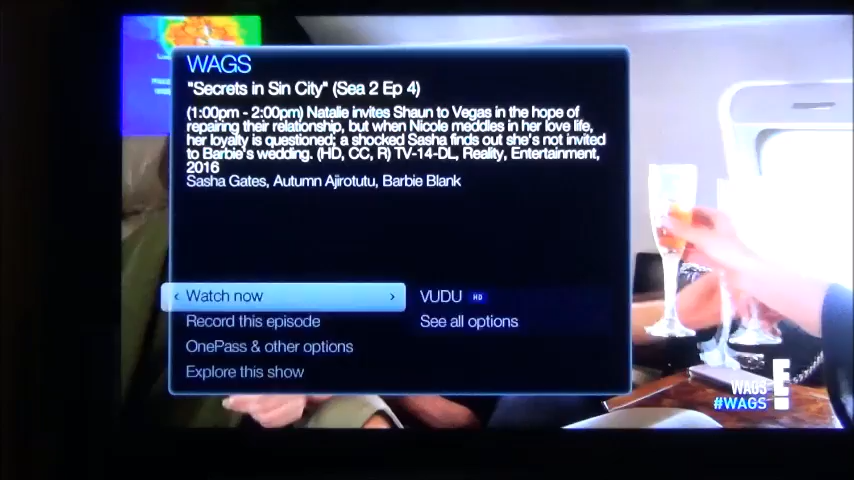 WAGS
"Secrets in Sin City" (Sea 2 Ep 4)
(1:00pm - 2:00pm) Natalie invites Shaun to Vegas in the hope of
repairing their relationship, but when Nicole meddles in her love life,
her loyalty is questioned; a shocked Sasha finds out she's not invited
to Barbie's wedding. (HD, CC, R) TV-14-DL, Reality, Entertainment,
2016
Sasha Gates, Autumn Ajirotutu, Barbie Blank
‹ Watch now ›
VUDU HD
Record this episode
See all options
OnePass & other options
Explore this show
WAGS
#WAGS
E!